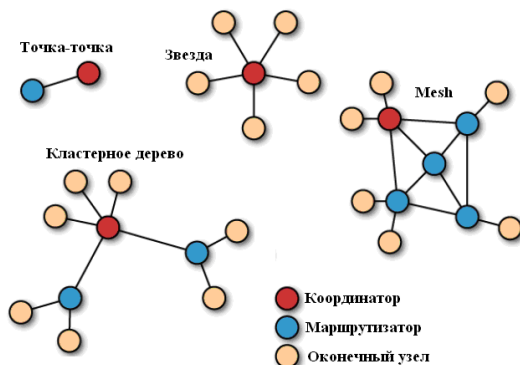 Точка-точка
Звезда
Mesh
Кластерное дерево
Координатор
Маршрутизатор
Оконечный узел